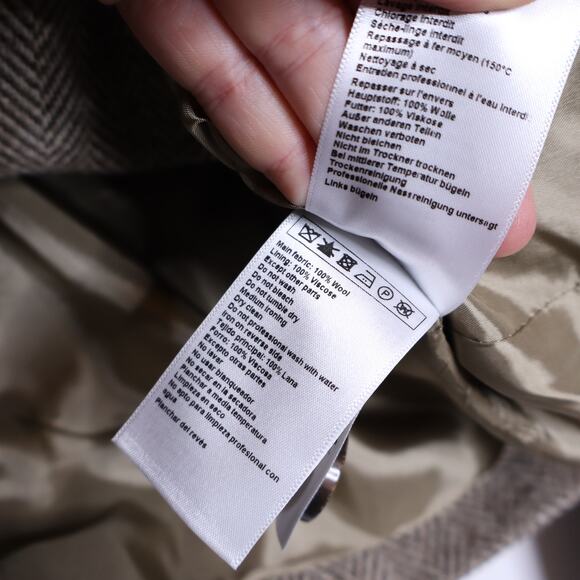 Lavage interdit
Chlorage interdit
Sèche-linge interdit
Repassage à fer moyen (150°C
maximum)
Nettoyage à sec
Entretien professionnel à l'eau interdit
Repasser sur l'envers
Hauptstoff: 100% Wolle
Futter: 100% Viskose
Außer anderen Teilen
Waschen verboten
Nicht bleichen
Nicht im Trockner trocknen
Bei mittlerer Temperatur bügeln
Trockenreinigung
Professionelle Nassreinigung untersagt
Links bügeln
P
Main fabric: 100% Wool
Lining: 100% Viscose
Except other parts
Do not wash
Do not bleach
Do not tumble dry
Medium ironing
Dry clean
Do not professional wash with water
Iron on reverse side
Tejido principal: 100% Lana
Forro: 100% Viscosa
Excepto otras partes
No lavar
No usar blanqueador
No secar en la secadora
Planchar a media temperatura
Limpieza en seco
No apto para limpieza profesional con
agua
Planchar del revés